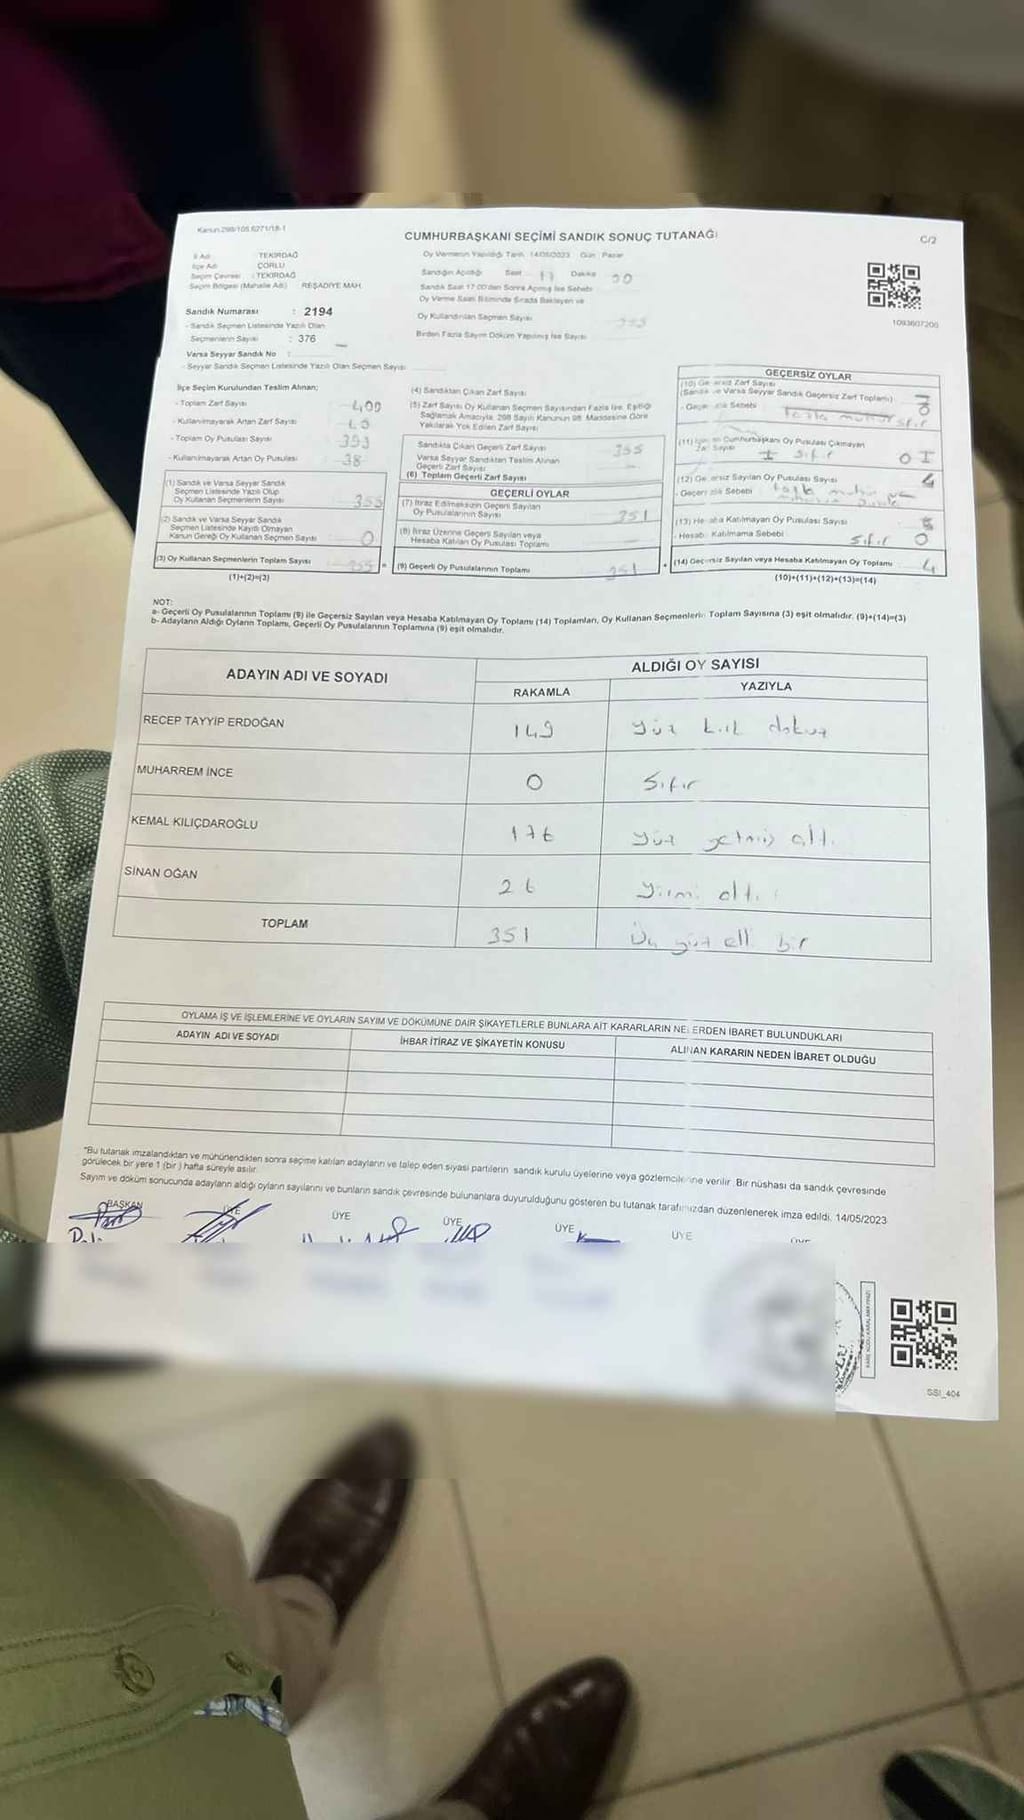 Kanun 298/105.6271/18-1
CUMHURBAŞKANI SEÇİMİ SANDIK SONUÇ TUTANAĞI
C/2
İl Adı TEKİRDAĞ
İlçe Adı ÇORLU
Seçim Çevresi : TEKİRDAĞ
Seçim Bölgesi (Mahalle Adı) REŞADİYE MAH.
Sandık Numarası : 2194
- Sandık Seçmen Listesinde Yazılı Olan
Seçmenlerin Sayısı : 376
Varsa Seyyar Sandık No :
- Seyyar Sandık Listesinde Yazılı Olan Seçmen Sayısı
Oy Vermenin Yapıldığı Tarih 14/05/2023 Gün : Pazar
Sandığın Açıldığı Saat 17 Dakika 00
Sandık Saat 17:00'den Sonra Açılmış İse Sebebi
Oy Verme Saati Bitiminde Sırada Bekleyen ve
Oy Kullandırılan Seçmen Sayısı
Birden Fazla Sayım Döküm Yapılmış İse Sayısı
1093607200
İlçe Seçim Kurulundan Teslim Alınan;
- Toplam Zarf Sayısı 400
- Kullanılmayarak Artan Zarf Sayısı
- Toplam Oy Pusulası Sayısı 393
- Kullanılmayarak Artan Oy Pusulası 38
(1) Sandık ve Varsa Seyyar Sandık
Seçmen Listesinde Yazılı Olup
Oy Kullanan Seçmenlerin Sayısı 355
(2) Sandık ve Varsa Seyyar Sandık
Seçmen Listesinde Kayıtlı Olmayan
Kanun Gereği Oy Kullanan Seçmen Sayısı 0
(3) Oy Kullanan Seçmenlerin Toplam Sayısı 355
(1)+(2)=(3)
(4) Sandıktan Çıkan Zarf Sayısı
(5) Zarf Sayısı Oy Kullanan Seçmen Sayısından Fazla İse, Eşitliği
Sağlamak Amacıyla, 298 Sayılı Kanunun 98. Maddesine Göre
Yakılarak Yok Edilen Zarf Sayısı
Sandıkta Çıkan Geçerli Zarf Sayısı 355
Varsa Seyyar Sandıktan Teslim Alınan
Geçerli Zarf Sayısı
(6) Toplam Geçerli Zarf Sayısı
GEÇERLİ OYLAR
(7) İtiraz Edilmeksizin Geçerli Sayılan
Oy Pusulalarının Sayısı 351
(8) İtiraz Üzerine Geçerli Sayılan veya
Hesaba Katılan Oy Pusulası Toplamı
(9) Geçerli Oy Pusulalarının Toplamı 351
GEÇERSİZ OYLAR
(10) Geçersiz Zarf Sayısı
(Sandık ve Varsa Seyyar Sandık Geçersiz Zarf Toplamı) 0
- Geçersizlik Sebebi
(11) Cumhurbaşkanı Oy Pusulası Çıkmayan
Zarf Sayısı sıfır 0
(12) Geçersiz Sayılan Oy Pusulası Sayısı 4
- Geçersizlik Sebebi
(13) Hesaba Katılmayan Oy Pusulası Sayısı
- Hesaba Katılmama Sebebi sıfır 0
(14) Geçersiz Sayılan veya Hesaba Katılmayan Oy Toplamı 4
(10)+(11)+(12)+(13)=(14)
NOT:
a- Geçerli Oy Pusulalarının Toplamı (9) ile Geçersiz Sayılan veya Hesaba Katılmayan Oy Toplamı (14) Toplamları, Oy Kullanan Seçmenlerin Toplam Sayısına (3) eşit olmalıdır. (9)+(14)=(3)
b- Adayların Aldığı Oyların Toplamı, Geçerli Oy Pusulalarının Toplamına (9) eşit olmalıdır.
ADAYIN ADI VE SOYADI
ALDIĞI OY SAYISI
RAKAMLA YAZIYLA
RECEP TAYYİP ERDOĞAN 149 yüz kırk dokuz
MUHARREM İNCE 0 sıfır
KEMAL KILIÇDAROĞLU 176 yüz yetmiş altı
SİNAN OĞAN 26 yirmi altı
TOPLAM 351 üç yüz elli bir
OYLAMA İŞ VE İŞLEMLERİNE VE OYLARIN SAYIM VE DÖKÜMÜNE DAİR ŞİKAYETLERLE BUNLARA AİT KARARLARIN NELERDEN İBARET BULUNDUKLARI
ADAYIN ADI VE SOYADI İHBAR İTİRAZ VE ŞİKAYETİN KONUSU ALINAN KARARIN NEDEN İBARET OLDUĞU
*Bu tutanak imzalandıktan ve mühürlendikten sonra seçime katılan adayların ve talep eden siyasi partilerin sandık kurulu üyelerine veya gözlemcilerine verilir. Bir nüshası da sandık çevresinde
görülecek bir yere 1 (bir ) hafta süreyle asılır.
Sayım ve döküm sonucunda adayların aldığı oyların sayılarını ve bunların sandık çevresinde bulunanlara duyurulduğunu gösteren bu tutanak tarafımızdan düzenlenerek imza edildi. 14/05/2023
BAŞKAN ÜYE ÜYE ÜYE ÜYE ÜYE ÜYE
SSI_404